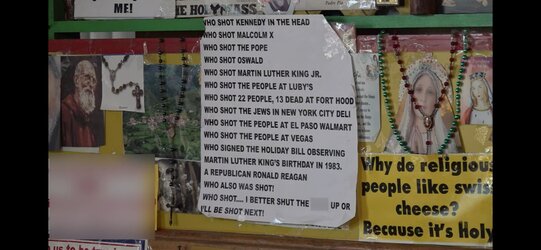 ME!
THE HOLY MASS
WHO SHOT KENNEDY IN THE HEAD
WHO SHOT MALCOLM X
WHO SHOT THE POPE
WHO SHOT OSWALD
WHO SHOT MARTIN LUTHER KING JR.
WHO SHOT THE PEOPLE AT LUBY'S
WHO SHOT 22 PEOPLE, 13 DEAD AT FORT HOOD
WHO SHOT THE JEWS IN NEW YORK CITY DELI
WHO SHOT THE PEOPLE AT EL PASO WALMART
WHO SHOT THE PEOPLE AT VEGAS
WHO SIGNED THE HOLIDAY BILL OBSERVING
MARTIN LUTHER KING'S BIRTHDAY IN 1983.
A REPUBLICAN RONALD REAGAN
WHO ALSO WAS SHOT!
WHO SHOT.... I BETTER SHUT THE UP OR
I'LL BE SHOT NEXT!
Why do religious
people like swiss
cheese?
Because it's Holy